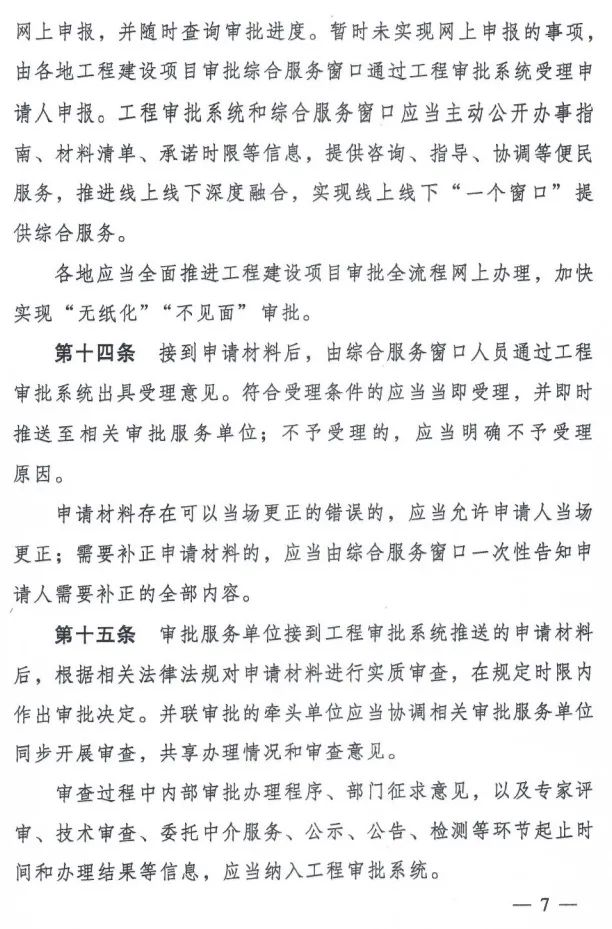 网上申报，并随时查询审批进度。暂时未实现网上申报的事项，
由各地工程建设项目审批综合服务窗口通过工程审批系统受理申
请人申报。工程审批系统和综合服务窗口应当主动公开办事指
南、材料清单、承诺时限等信息，提供咨询、指导、协调等便民
服务，推进线上线下深度融合，实现线上线下“一个窗口”提
供综合服务。
各地应当全面推进工程建设项目审批全流程网上办理，加快
实现“无纸化”“不见面”审批。
第十四条 接到申请材料后，由综合服务窗口人员通过工程
审批系统出具受理意见。符合受理条件的应当当即受理，并即时
推送至相关审批服务单位；不予受理的，应当明确不予受理
原因。
申请材料存在可以当场更正的错误的，应当允许申请人当场
更正；需要补正申请材料的，应当由综合服务窗口一次性告知申
请人需要补正的全部内容。
第十五条 审批服务单位接到工程审批系统推送的申请材料
后，根据相关法律法规对申请材料进行实质审查，在规定时限内
作出审批决定。并联审批的牵头单位应当协调相关审批服务单位
同步开展审查，共享办理情况和审查意见。
审查过程中内部审批办理程序、部门征求意见，以及专家评
审、技术审查、委托中介服务、公示、公告、检测等环节起止时
间和办理结果等信息，应当纳入工程审批系统。
— 7 —